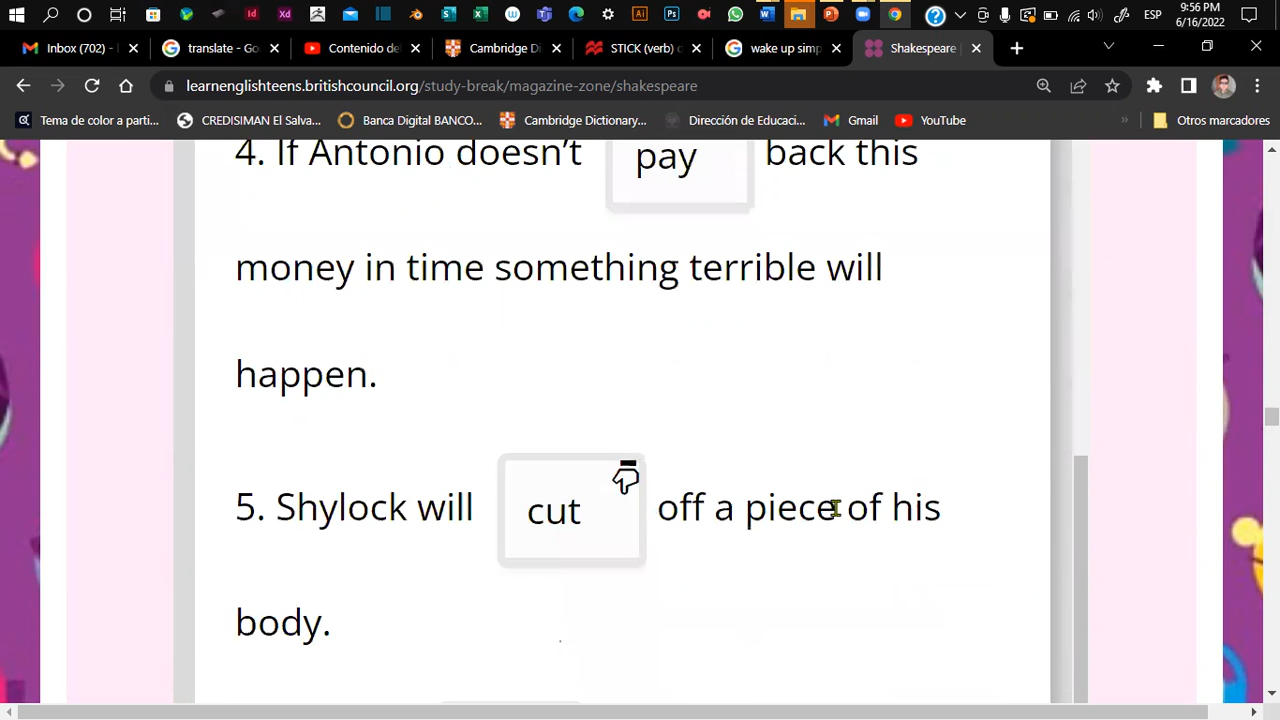 9:56 PM
ESP
6/16/2022
Inbox (702) -
translate - Go
Contenido de
Cambridge Di
STICK (verb) c
wake up simp
Shakespeare
learnenglishteens.britishcouncil.org/study-break/magazine-zone/shakespeare
Tema de color a parti...
CREDISIMAN El Salva...
Banca Digital BANCO...
Cambridge Dictionary...
Dirección de Educaci...
Gmail
YouTube
Otros marcadores
4. If Antonio doesn’t pay back this
money in time something terrible will
happen.
5. Shylock will cut off a piece of his
body.